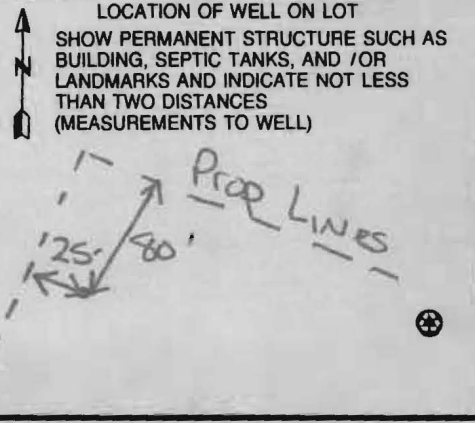 LOCATION OF WELL ON LOT
SHOW PERMANENT STRUCTURE SUCH AS
BUILDING, SEPTIC TANKS, AND / OR
LANDMARKS AND INDICATE NOT LESS
THAN TWO DISTANCES
(MEASUREMENTS TO WELL)
N
Prop Lines
25'
80'